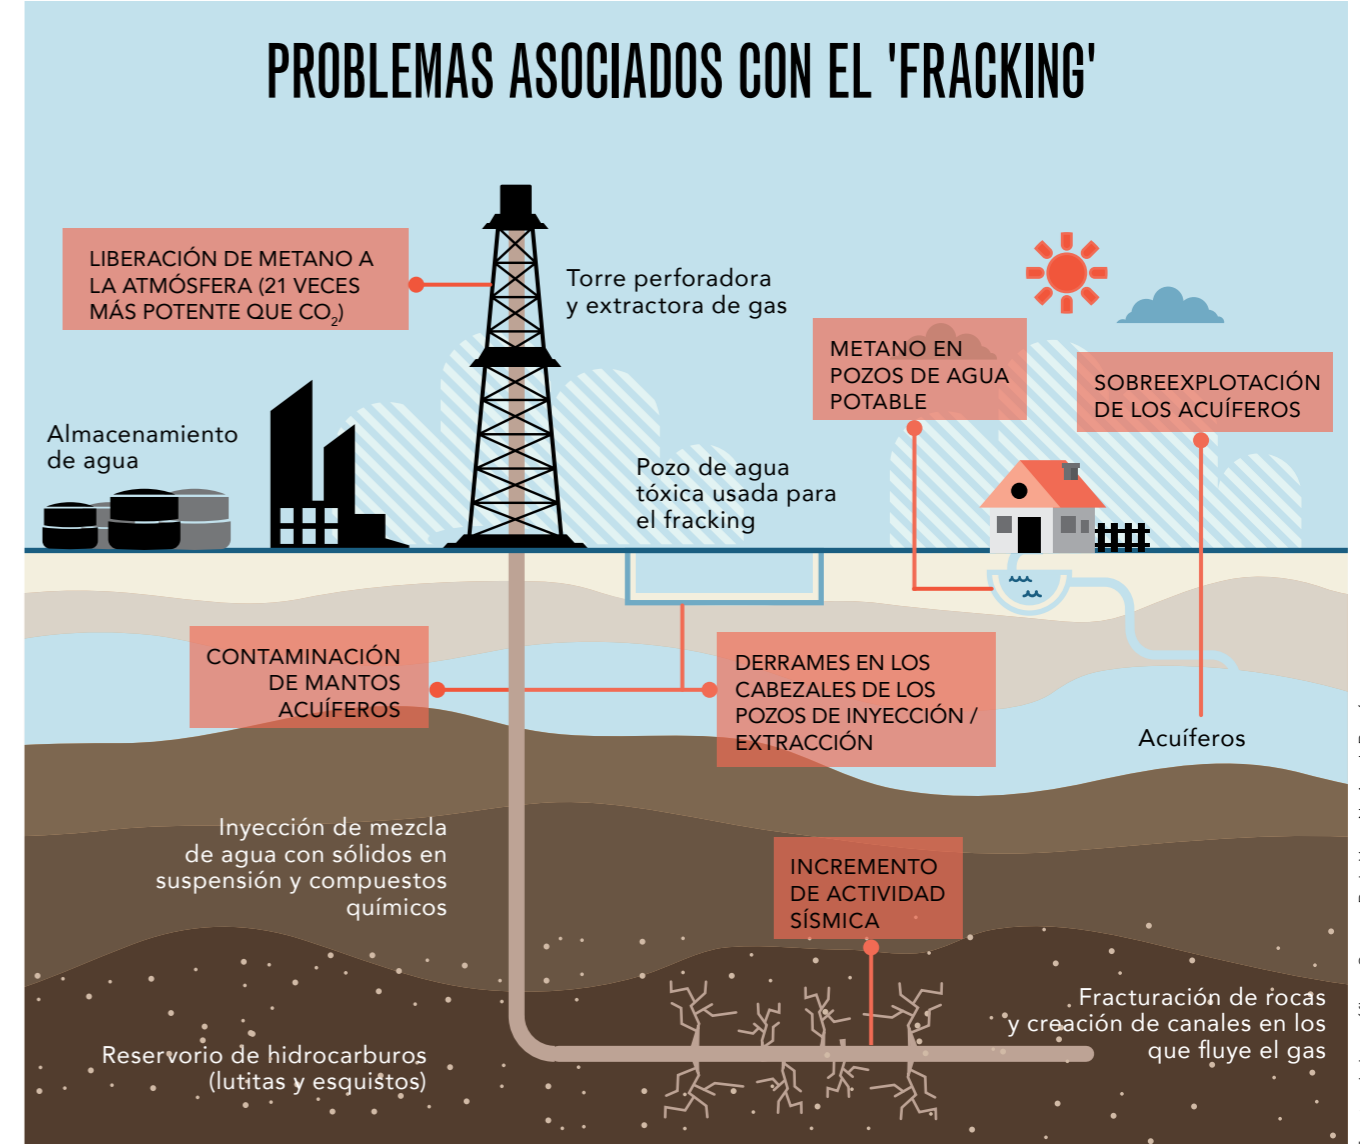 PROBLEMAS ASOCIADOS CON EL 'FRACKING'
LIBERACIÓN DE METANO A
LA ATMÓSFERA (21 VECES
MÁS POTENTE QUE CO₂)
Torre perforadora
y extractora de gas
METANO EN
POZOS DE AGUA
POTABLE
SOBREEXPLOTACIÓN
DE LOS ACUÍFEROS
Almacenamiento
de agua
Pozo de agua
tóxica usada para
el fracking
CONTAMINACIÓN
DE MANTOS
ACUÍFEROS
DERRAMES EN LOS
CABEZALES DE LOS
POZOS DE INYECCIÓN /
EXTRACCIÓN
Acuíferos
Inyección de mezcla
de agua con sólidos en
suspensión y compuestos
químicos
INCREMENTO
DE ACTIVIDAD
SÍSMICA
Fracturación de rocas
y creación de canales en los
que fluye el gas
Reservorio de hidrocarburos
(lutitas y esquistos)